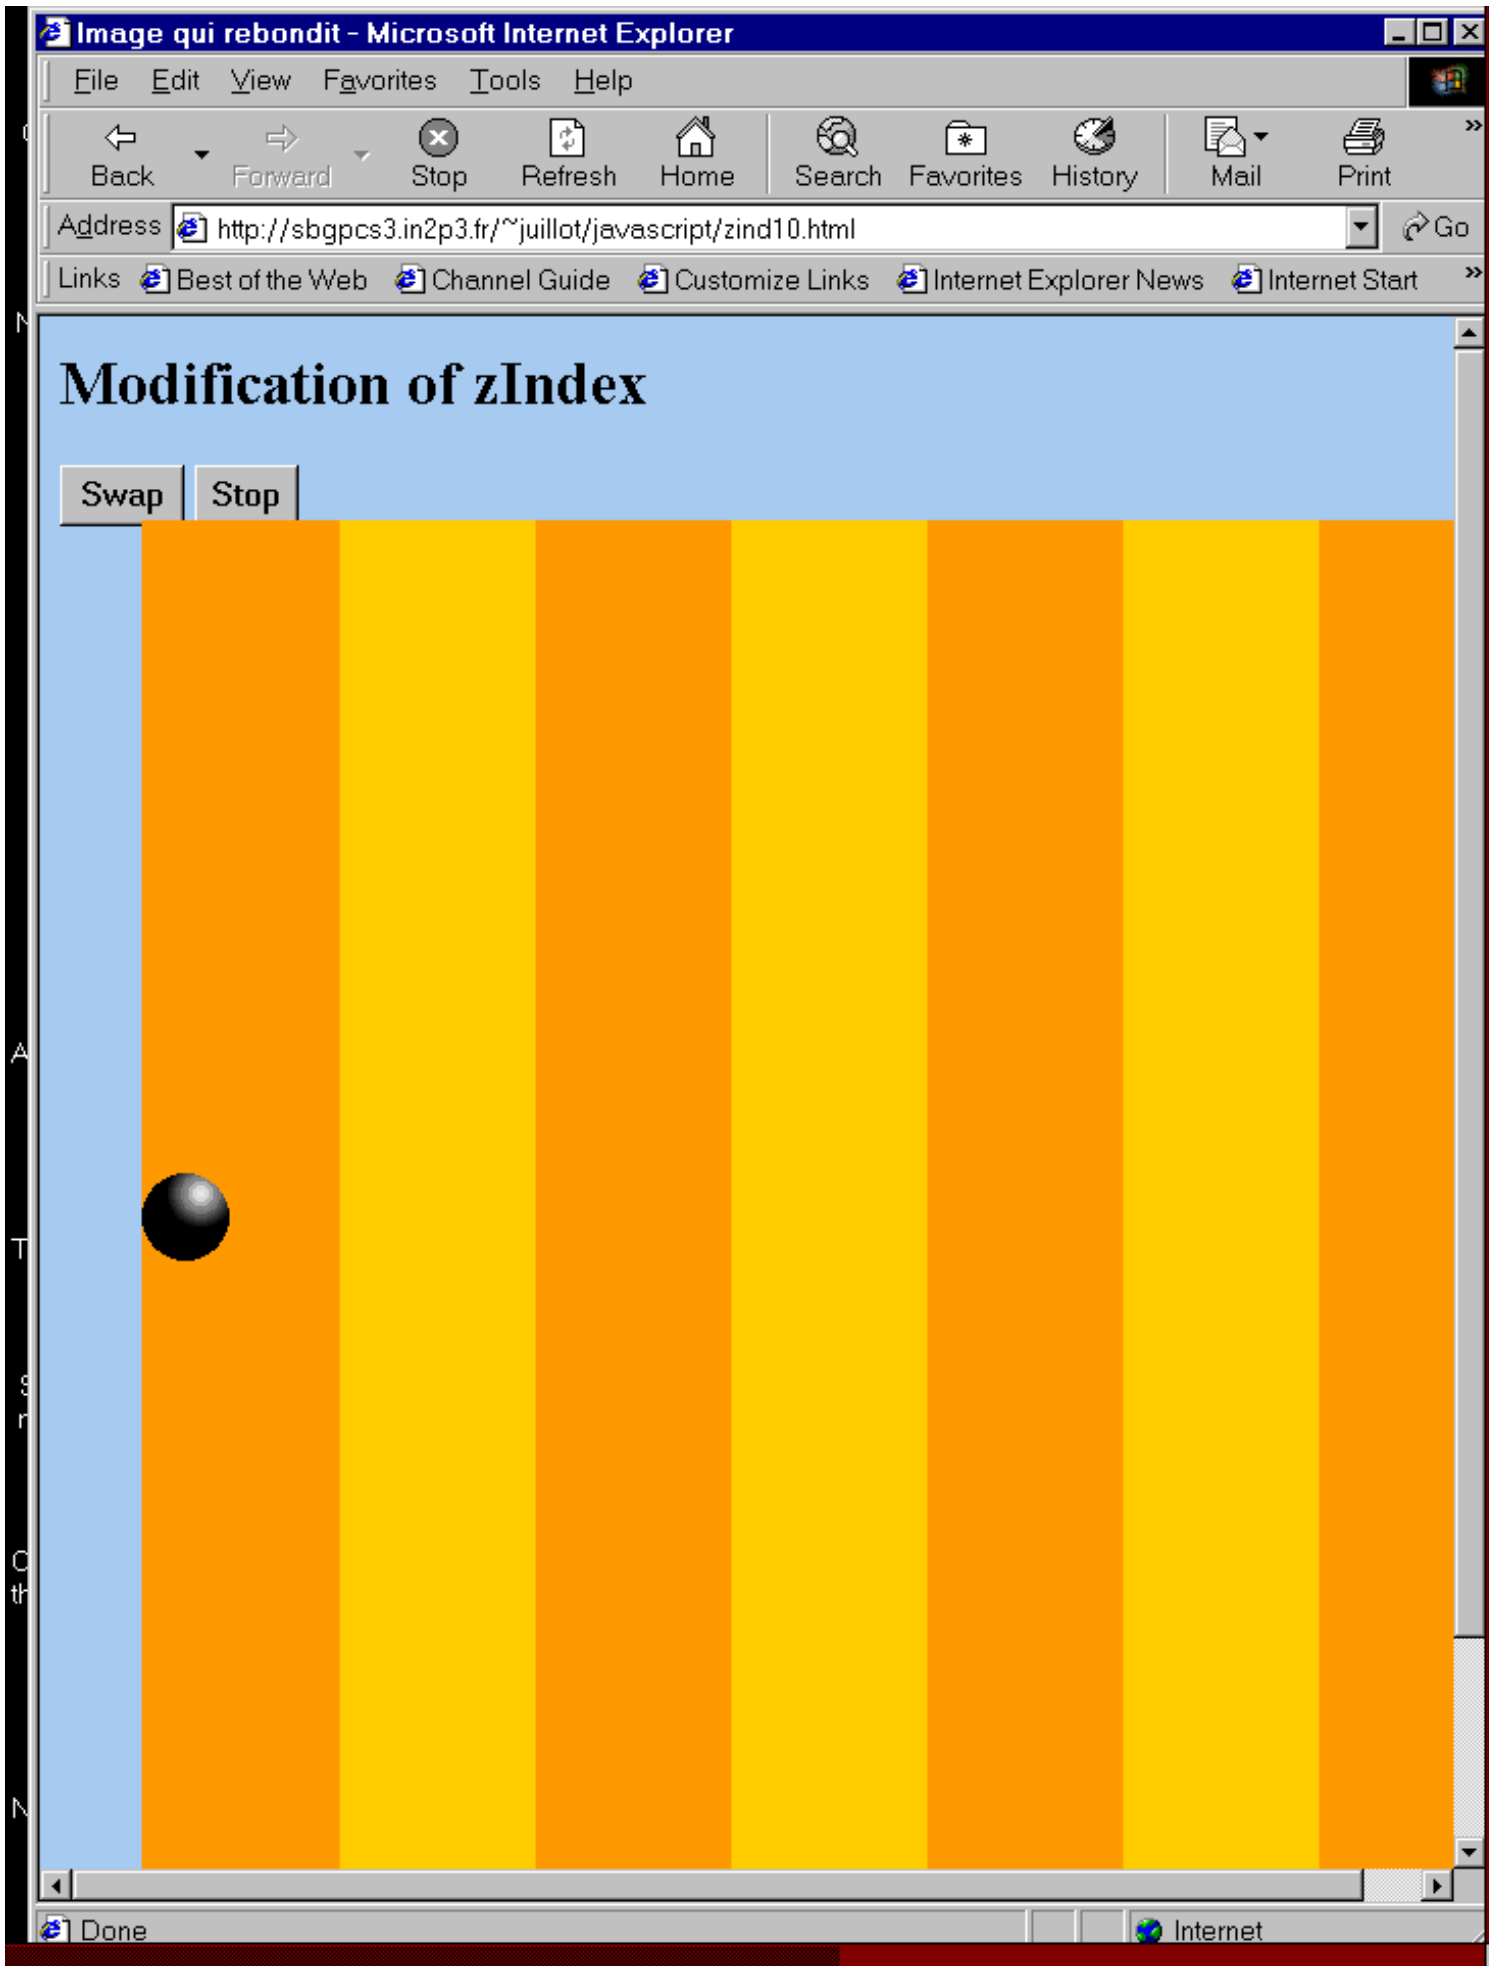 Image qui rebondit - Microsoft Internet Explorer
File Edit View Favorites Tools Help
Back Forward Stop Refresh Home Search Favorites History Mail Print »
Address http://sbgpcs3.in2p3.fr/~juillot/javascript/zind10.html Go
Links Best of the Web Channel Guide Customize Links Internet Explorer News Internet Start »
Modification of zIndex
Swap Stop
A
T
th
Done Internet